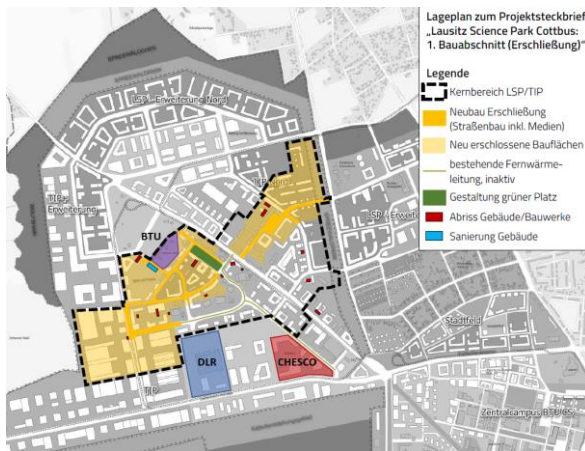 Lageplan zum Projektsteckbrief
„Lausitz Science Park Cottbus:
1. Bauabschnitt (Erschließung)“
Legende
Kernbereich LSP/TIP
Neubau Erschließung
(Straßenbau inkl. Medien)
Neu erschlossene Bauflächen
bestehende Fernwärme-
leitung, inaktiv
Gestaltung grüner Platz
Abriss Gebäude/Bauwerke
Sanierung Gebäude
LSP - Erweiterung Nord
TIP-
Erweiterung
BTU
Stadtfeld
DLR
CHESCO
TIP
Zentralcampus BTU CS